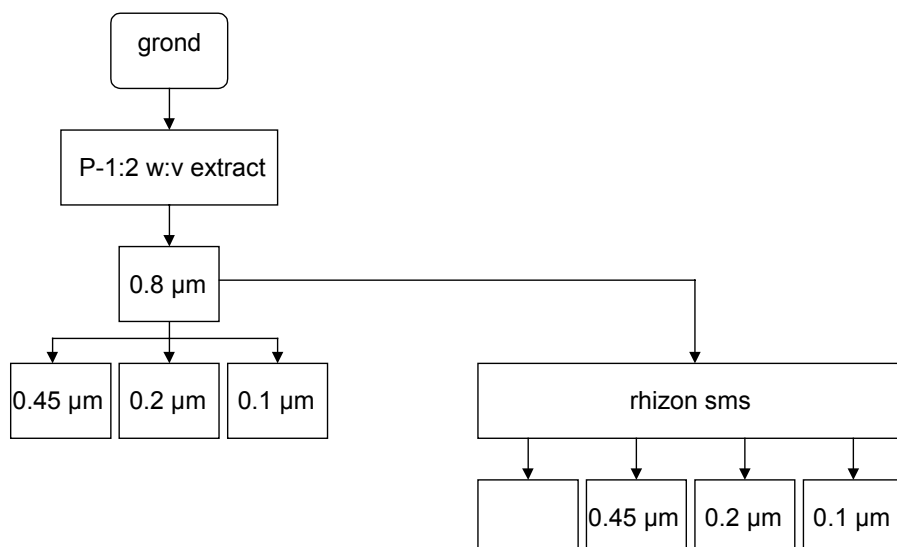 grond
P-1:2 w:v extract
0.8 µm
0.45 µm
0.2 µm
0.1 µm
rhizon sms
0.45 µm
0.2 µm
0.1 µm